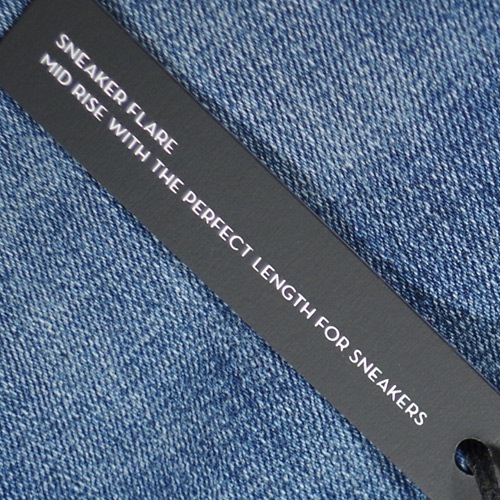 SNEAKER FLARE
MID RISE WITH THE PERFECT LENGTH FOR SNEAKERS